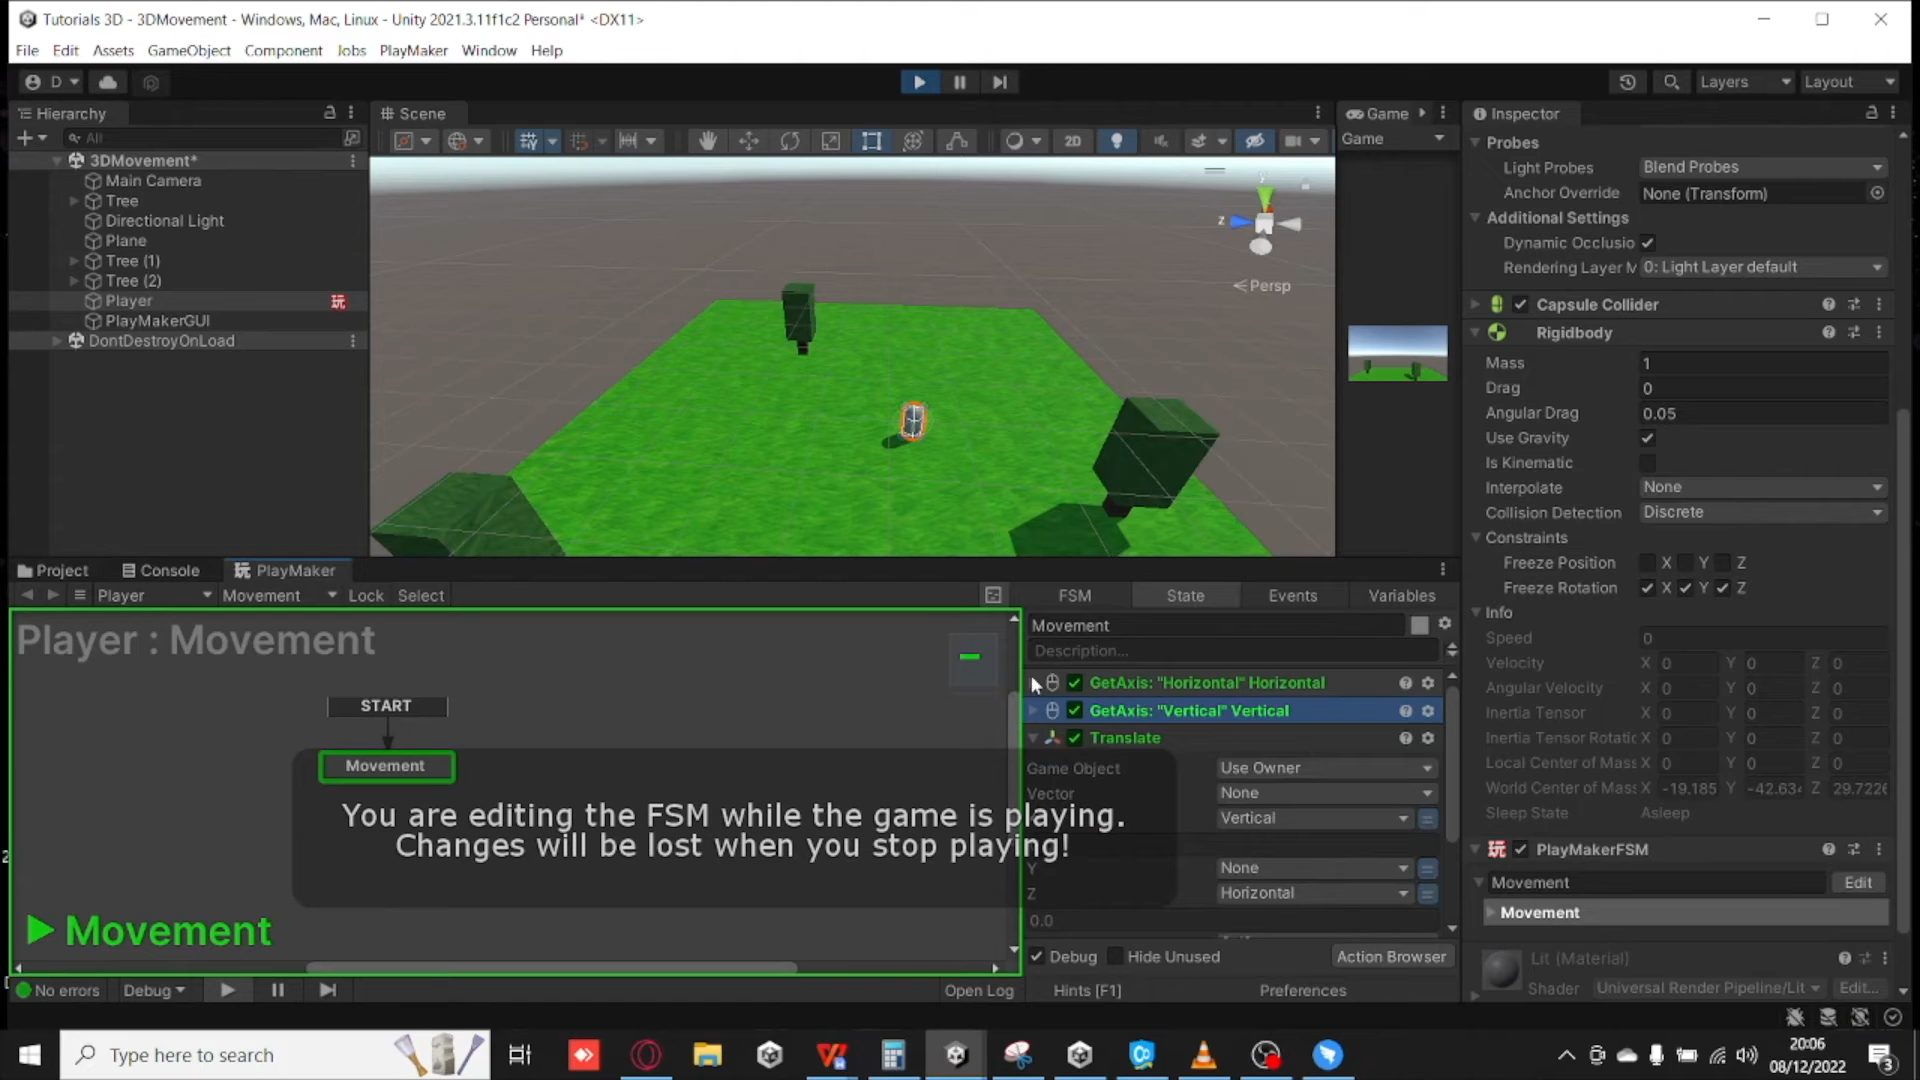 Tutorials 3D - 3DMovement - Windows, Mac, Linux - Unity 2021.3.11f1c2 Personal* <DX11>
File Edit Assets GameObject Component Jobs PlayMaker Window Help
D Layers Layout
Hierarchy
All
3DMovement*
Main Camera
Tree
Directional Light
Plane
Tree (1)
Tree (2)
Player 玩
PlayMakerGUI
DontDestroyOnLoad
Scene
2D
z
Persp
Game
Game
Inspector
Probes
Light Probes Blend Probes
Anchor Override None (Transform)
Additional Settings
Dynamic Occlusio
Rendering Layer M 0: Light Layer default
Capsule Collider
Rigidbody
Mass 1
Drag 0
Angular Drag 0.05
Use Gravity
Is Kinematic
Interpolate None
Collision Detection Discrete
Constraints
Freeze Position X Y Z
Freeze Rotation X Y Z
Info
Speed 0
Velocity X 0 Y 0 Z 0
Angular Velocity X 0 Y 0 Z 0
Inertia Tensor X 0 Y 0 Z 0
Inertia Tensor Rotatic X 0 Y 0 Z 0
Local Center of Mass X 0 Y 0 Z 0
World Center of Mass X -19.185 Y -42.634 Z 29.7226
Sleep State Asleep
玩 PlayMakerFSM
Movement Edit
Movement
Lit (Material)
Shader Universal Render Pipeline/Lit Edit...
Project Console 玩 PlayMaker
Player Movement Lock Select
FSM State Events Variables
Player : Movement
START
Movement
You are editing the FSM while the game is playing.
Changes will be lost when you stop playing!
Movement
Movement
Description...
GetAxis: "Horizontal" Horizontal
GetAxis: "Vertical" Vertical
Translate
Game Object Use Owner
Vector None
Vertical
Y None
Z Horizontal
0.0
Debug Hide Unused Action Browser
No errors Debug Open Log Hints [F1] Preferences
Type here to search
20:06
08/12/2022
3